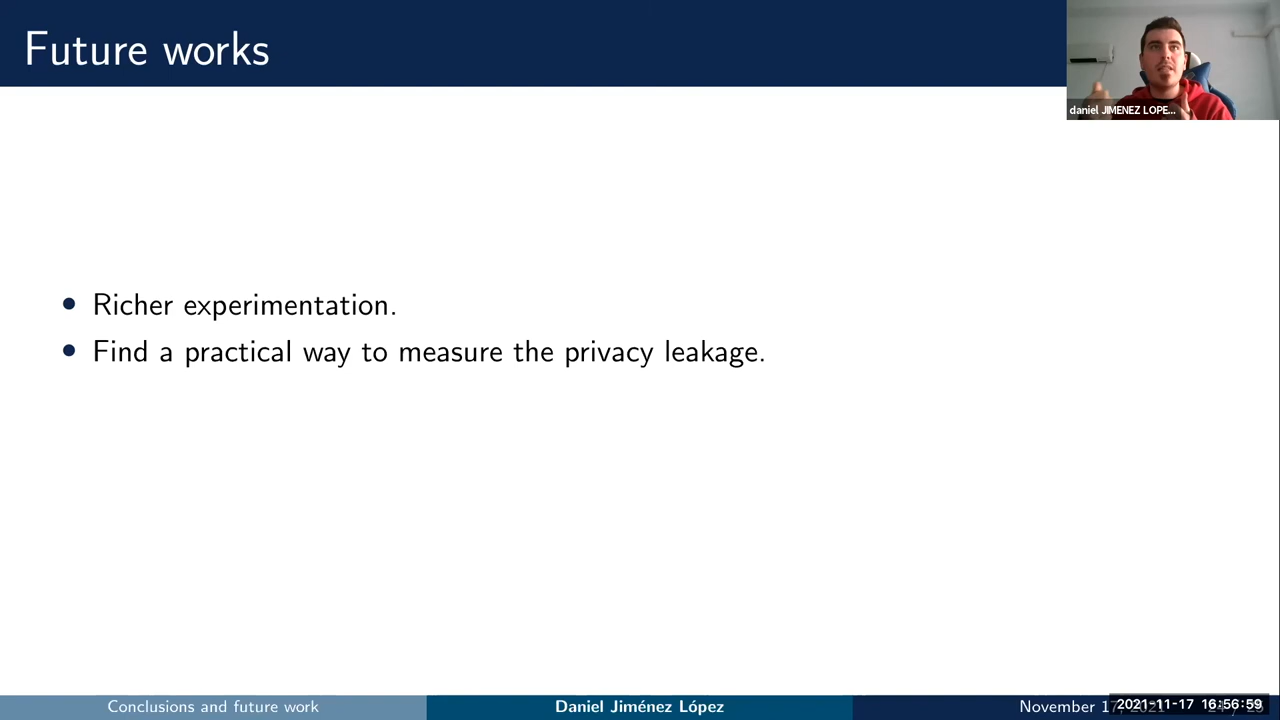 Future works
daniel JIMENEZ LOPE...
• Richer experimentation.
• Find a practical way to measure the privacy leakage.
Conclusions and future work
Daniel Jiménez López
November 17
2021-11-17 16:56:59